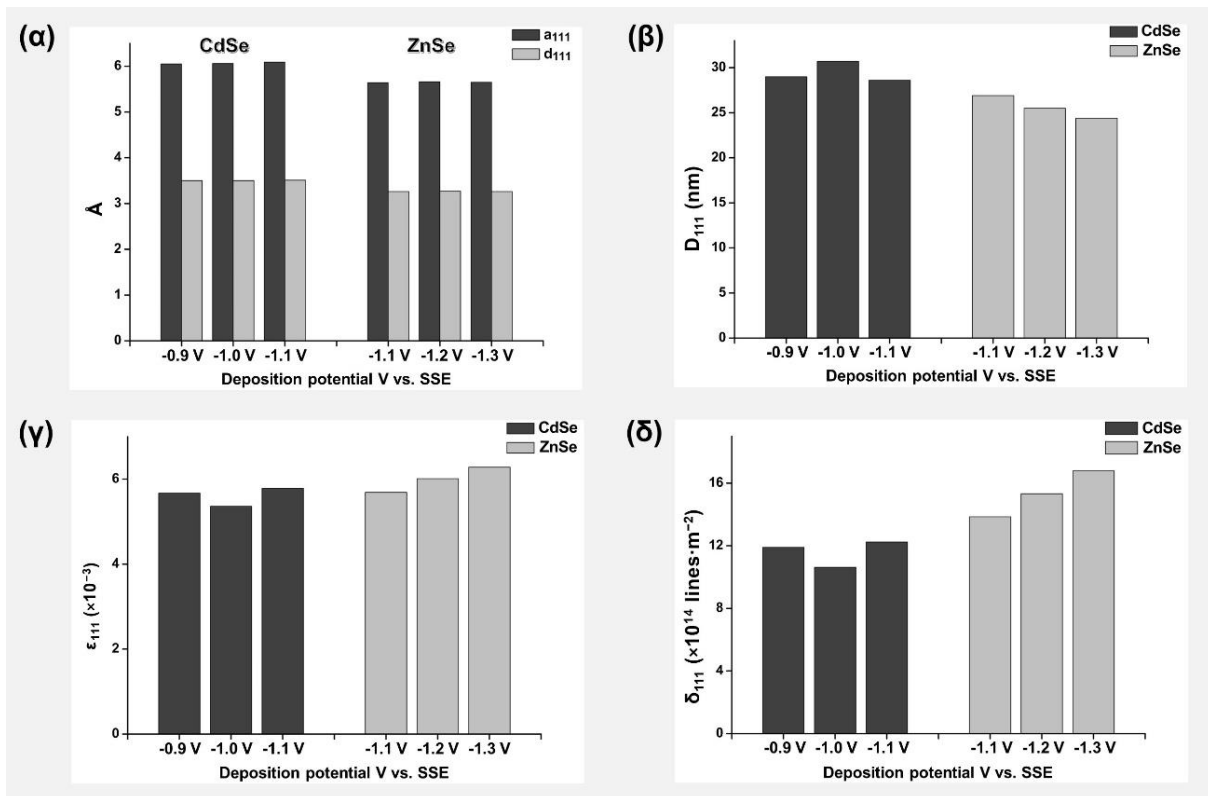 (α)
CdSe ZnSe
a₁₁₁
d₁₁₁
6
5
4
3
2
1
0
Å
-0.9 V -1.0 V -1.1 V -1.1 V -1.2 V -1.3 V
Deposition potential V vs. SSE
(β)
CdSe
ZnSe
30
25
20
15
10
5
0
D₁₁₁ (nm)
-0.9 V -1.0 V -1.1 V -1.1 V -1.2 V -1.3 V
Deposition potential V vs. SSE
(γ)
CdSe
ZnSe
6
4
2
0
ε₁₁₁ (×10⁻³)
-0.9 V -1.0 V -1.1 V -1.1 V -1.2 V -1.3 V
Deposition potential V vs. SSE
(δ)
CdSe
ZnSe
16
12
8
4
0
δ₁₁₁ (×10¹⁴ lines·m⁻²)
-0.9 V -1.0 V -1.1 V -1.1 V -1.2 V -1.3 V
Deposition potential V vs. SSE